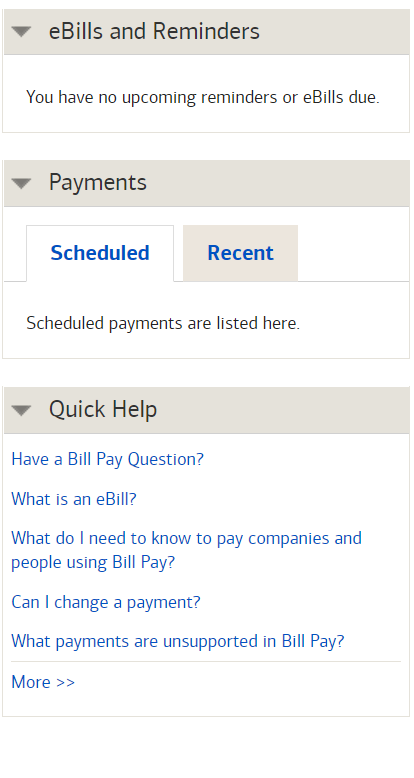 eBills and Reminders
You have no upcoming reminders or eBills due.
Payments
Scheduled
Recent
Scheduled payments are listed here.
Quick Help
Have a Bill Pay Question?
What is an eBill?
What do I need to know to pay companies and
people using Bill Pay?
Can I change a payment?
What payments are unsupported in Bill Pay?
More >>